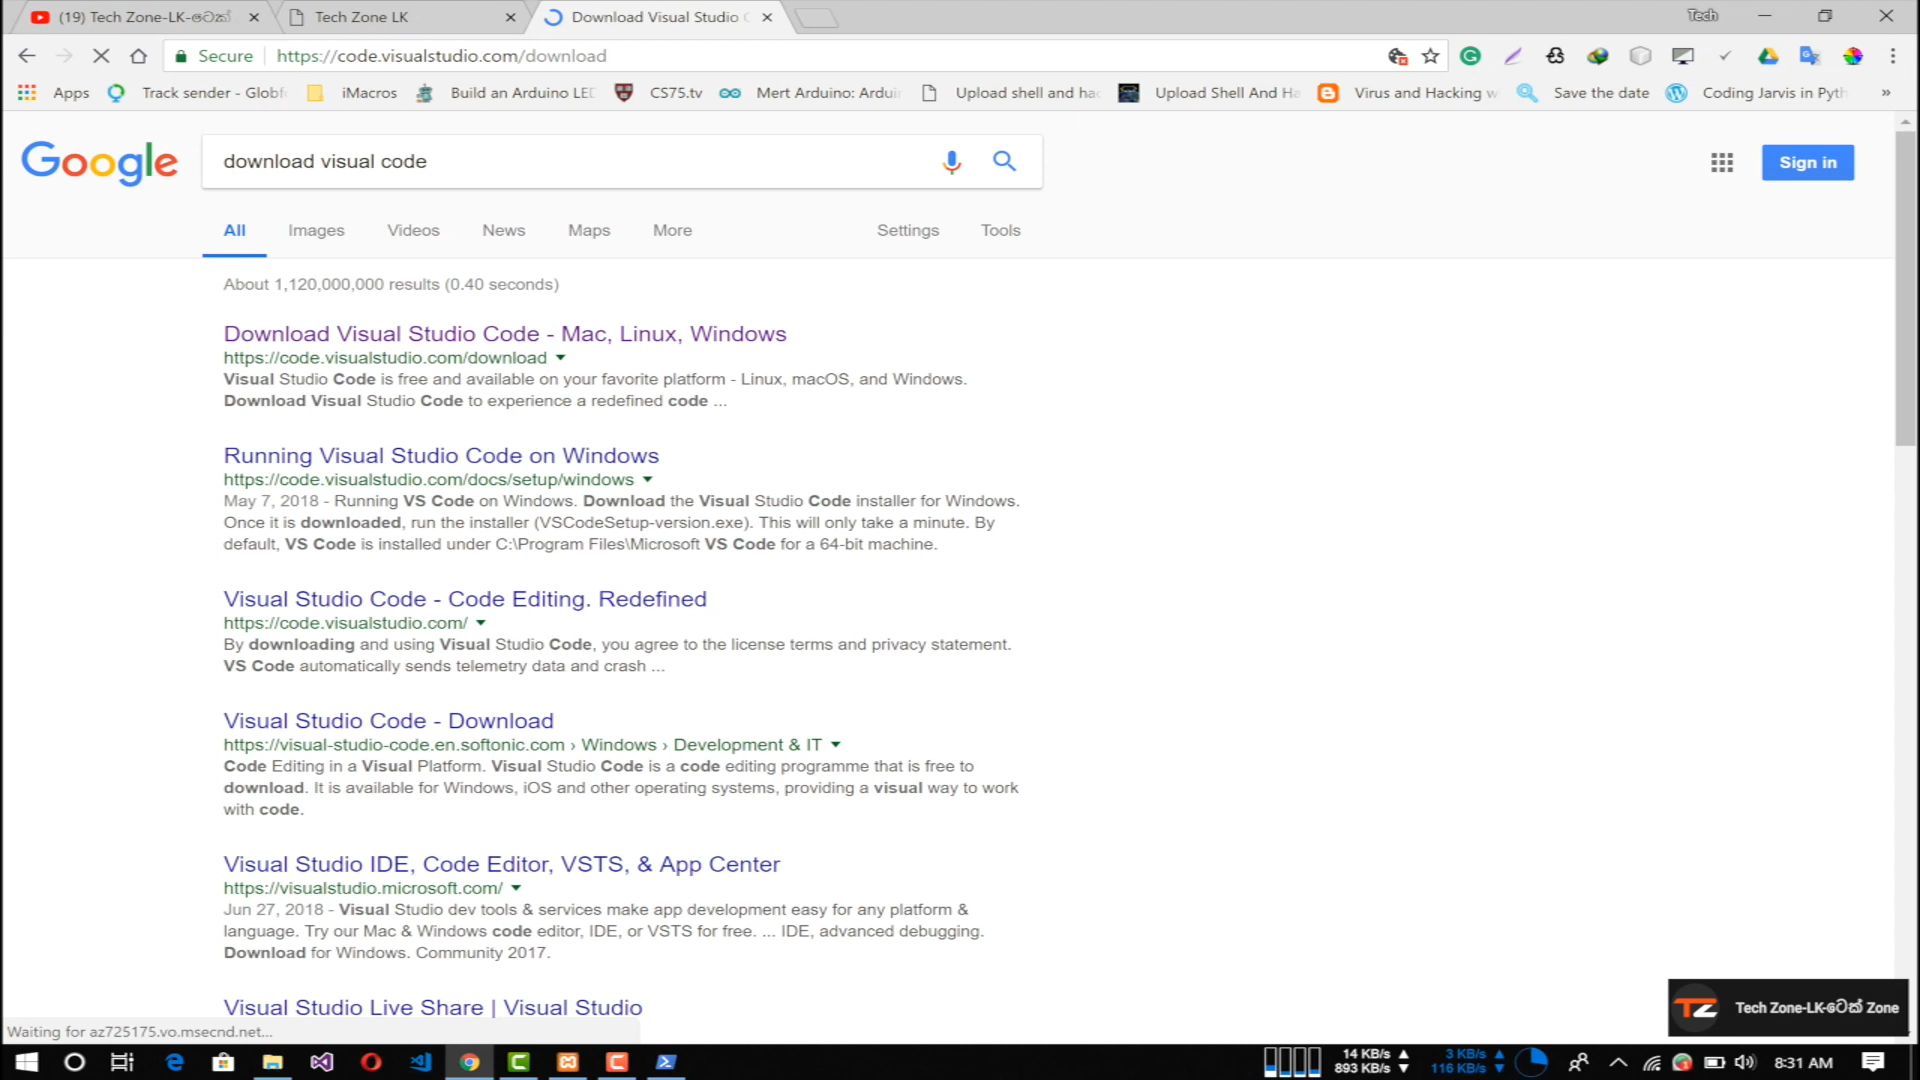 (19) Tech Zone-LK-ටෙක්
Tech Zone LK
Download Visual Studio C
Tech
Secure
https://code.visualstudio.com/download
Apps
Track sender - Globf
iMacros
Build an Arduino LED
CS75.tv
Mert Arduino: Ardui
Upload shell and hac
Upload Shell And Ha
Virus and Hacking w
Save the date
Coding Jarvis in Pyth
»
Google
download visual code
Sign in
All
Images
Videos
News
Maps
More
Settings
Tools
About 1,120,000,000 results (0.40 seconds)
Download Visual Studio Code - Mac, Linux, Windows
https://code.visualstudio.com/download
Visual Studio Code is free and available on your favorite platform - Linux, macOS, and Windows.
Download Visual Studio Code to experience a redefined code ...
Running Visual Studio Code on Windows
https://code.visualstudio.com/docs/setup/windows
May 7, 2018 - Running VS Code on Windows. Download the Visual Studio Code installer for Windows.
Once it is downloaded, run the installer (VSCodeSetup-version.exe). This will only take a minute. By
default, VS Code is installed under C:\Program Files\Microsoft VS Code for a 64-bit machine.
Visual Studio Code - Code Editing. Redefined
https://code.visualstudio.com/
By downloading and using Visual Studio Code, you agree to the license terms and privacy statement.
VS Code automatically sends telemetry data and crash ...
Visual Studio Code - Download
https://visual-studio-code.en.softonic.com › Windows › Development & IT
Code Editing in a Visual Platform. Visual Studio Code is a code editing programme that is free to
download. It is available for Windows, iOS and other operating systems, providing a visual way to work
with code.
Visual Studio IDE, Code Editor, VSTS, & App Center
https://visualstudio.microsoft.com/
Jun 27, 2018 - Visual Studio dev tools & services make app development easy for any platform &
language. Try our Mac & Windows code editor, IDE, or VSTS for free. ... IDE, advanced debugging.
Download for Windows. Community 2017.
Visual Studio Live Share | Visual Studio
TZ
Tech Zone-LK-ටෙක් Zone
Waiting for az725175.vo.msecnd.net...
14 KB/s
893 KB/s
3 KB/s
116 KB/s
8:31 AM